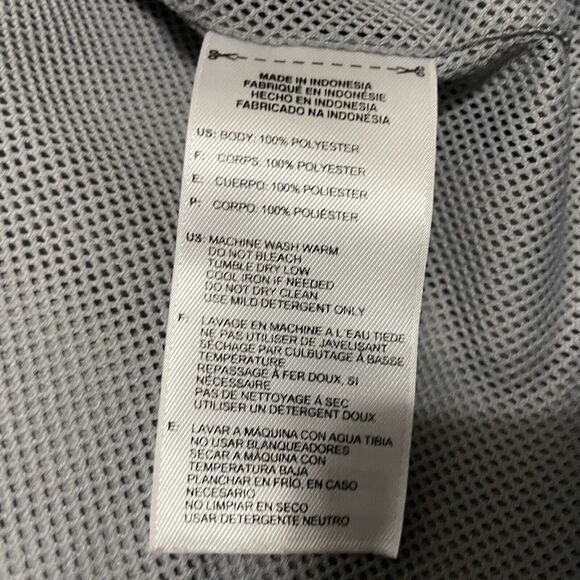 MADE IN INDONESIA
FABRIQUÉ EN INDONÉSIE
HECHO EN INDONESIA
FABRICADO NA INDONÉSIA
US: BODY: 100% POLYESTER
F: CORPS: 100% POLYESTER
E: CUERPO: 100% POLIESTER
P: CORPO: 100% POLIÉSTER
US: MACHINE WASH WARM
DO NOT BLEACH
TUMBLE DRY LOW
COOL IRON IF NEEDED
DO NOT DRY CLEAN
USE MILD DETERGENT ONLY
F: LAVAGE EN MACHINE A L'EAU TIEDE
NE PAS UTILISER DE JAVELISANT
SÉCHAGE PAR CULBUTAGE À BASSE
TEMPÉRATURE
REPASSAGE À FER DOUX, SI
NÉCESSAIRE
PAS DE NETTOYAGE À SEC
UTILISER UN DÉTERGENT DOUX
E: LAVAR A MÁQUINA CON AGUA TIBIA
NO USAR BLANQUEADORES
SECAR A MÁQUINA CON
TEMPERATURA BAJA
PLANCHAR EN FRÍO, EN CASO
NECESARIO
NO LIMPIAR EN SECO
USAR DETERGENTE NEUTRO